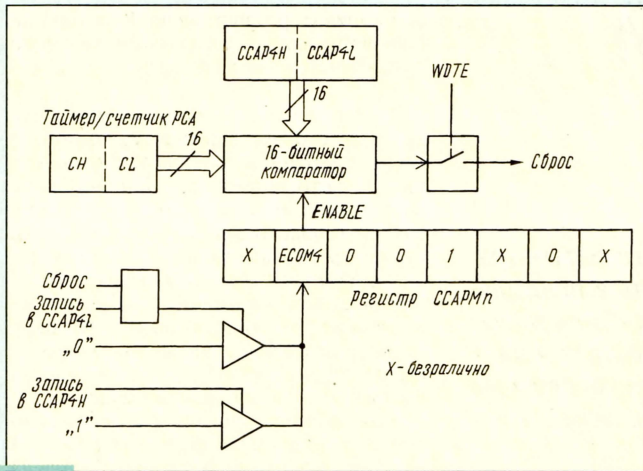 CCAP4H CCAP4L
WDTE
16
Таймер/счетчик PCA
16
CH CL
16-битный
компаратор
Сброс
ENABLE
X ECOM4 0 0 1 X 0 X
Регистр CCAPMn
Сброс
Запись
в CCAP4L
„0"
X - безралично
Запись
в CCAP4H
„1"